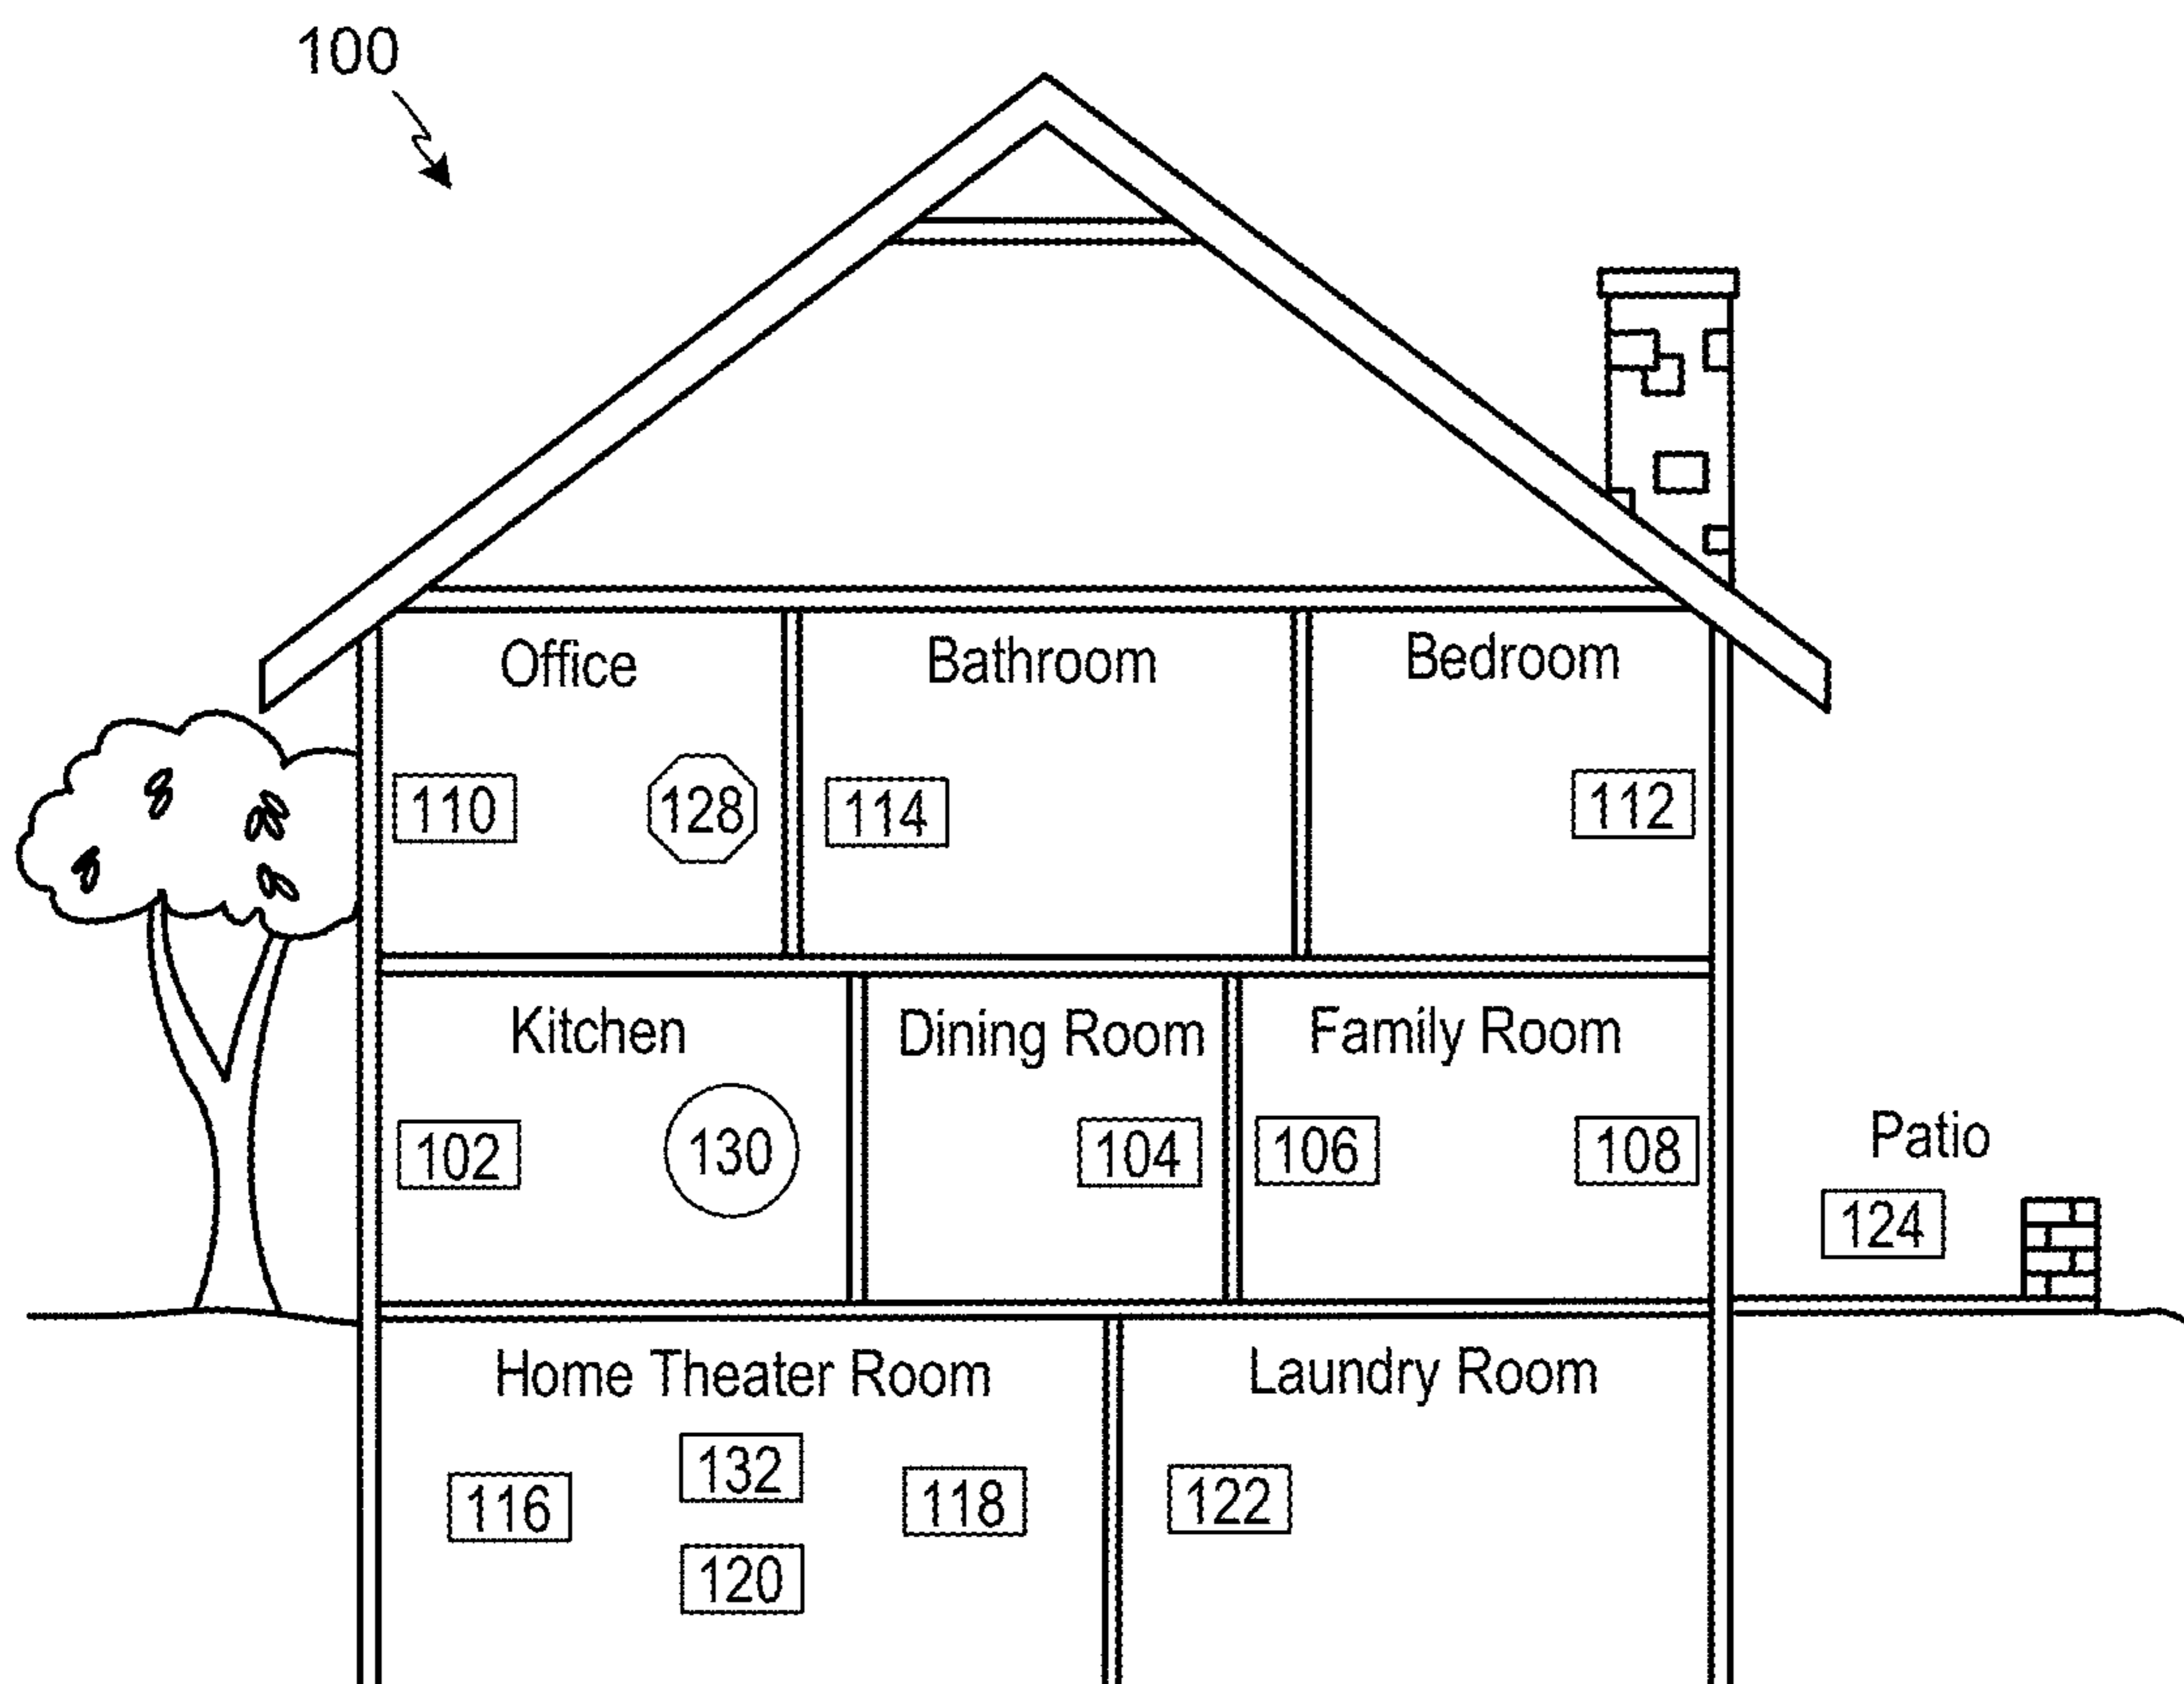 100
Office
Bathroom
Bedroom
110
128
114
112
Kitchen
Dining Room
Family Room
102
130
104
106
108
Patio
124
Home Theater Room
Laundry Room
116
132
118
120
122